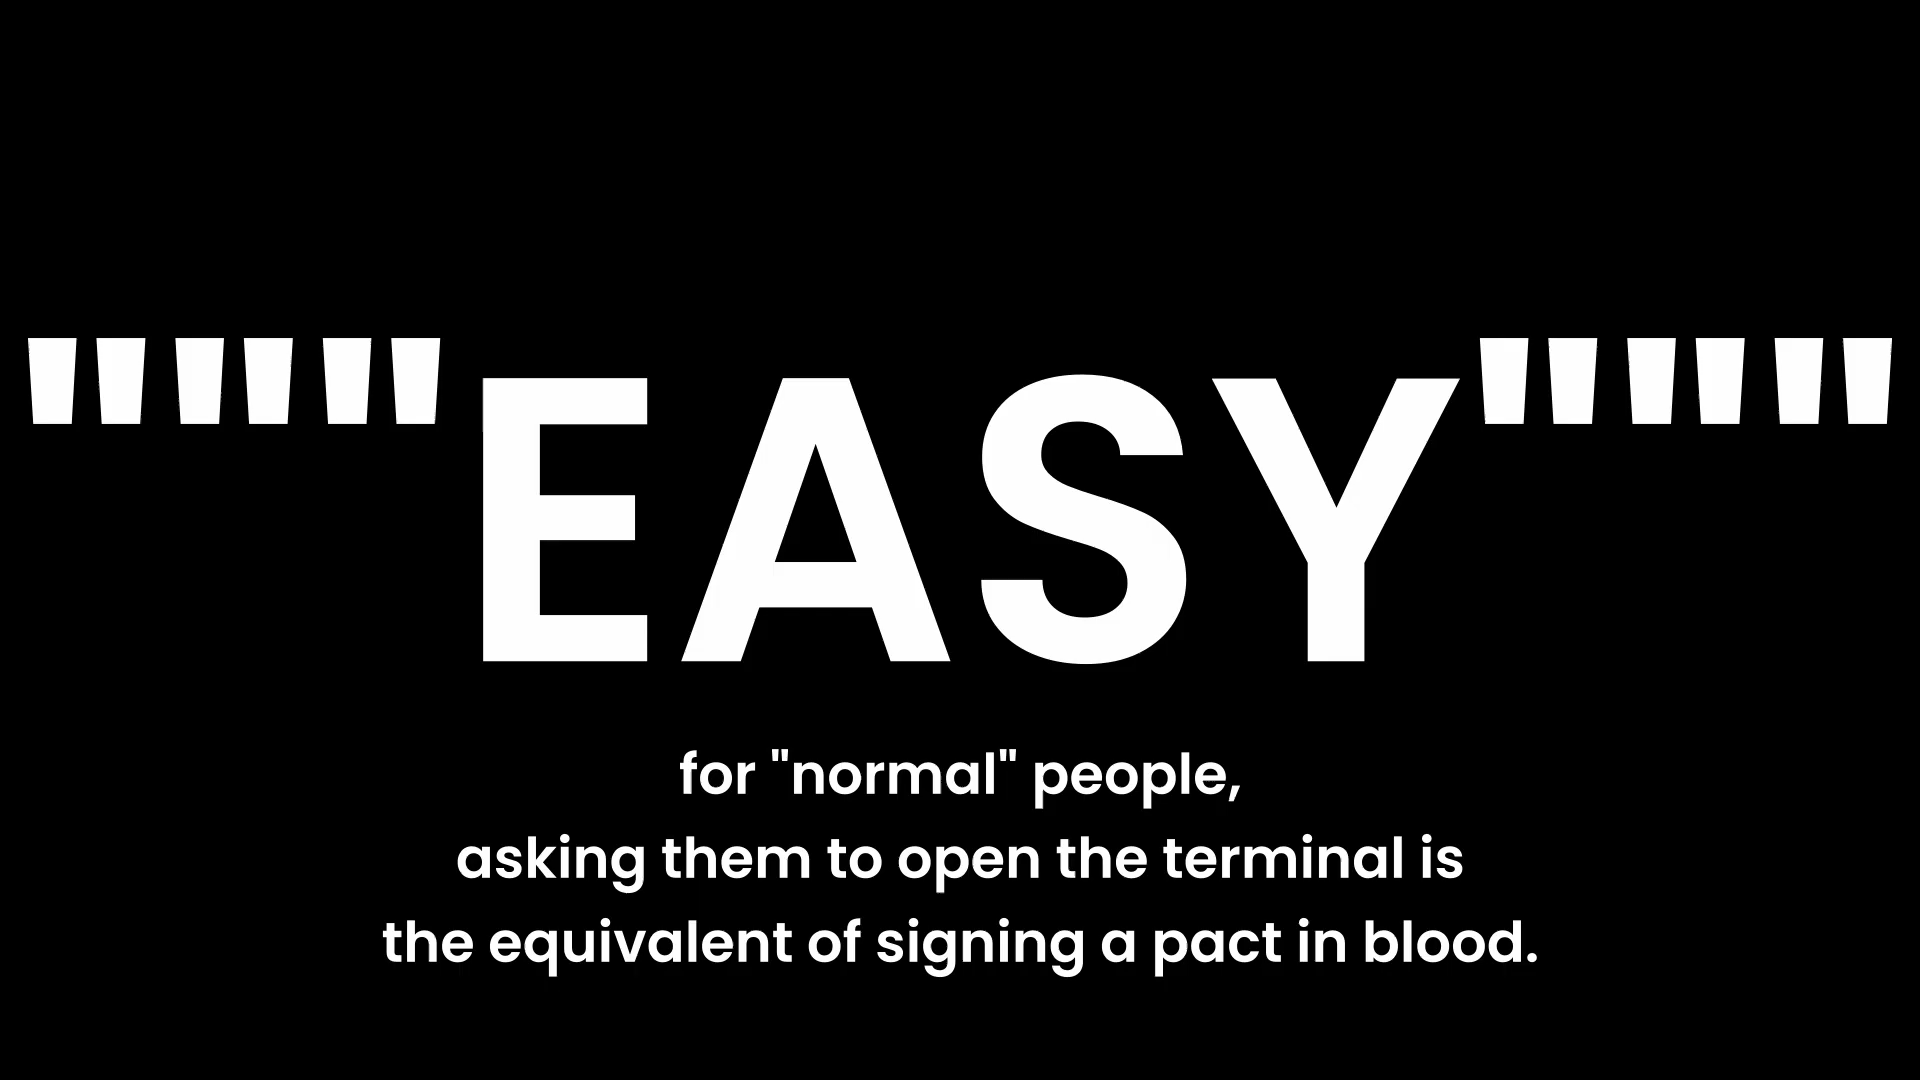 """EASY"""
for "normal" people,
asking them to open the terminal is
the equivalent of signing a pact in blood.